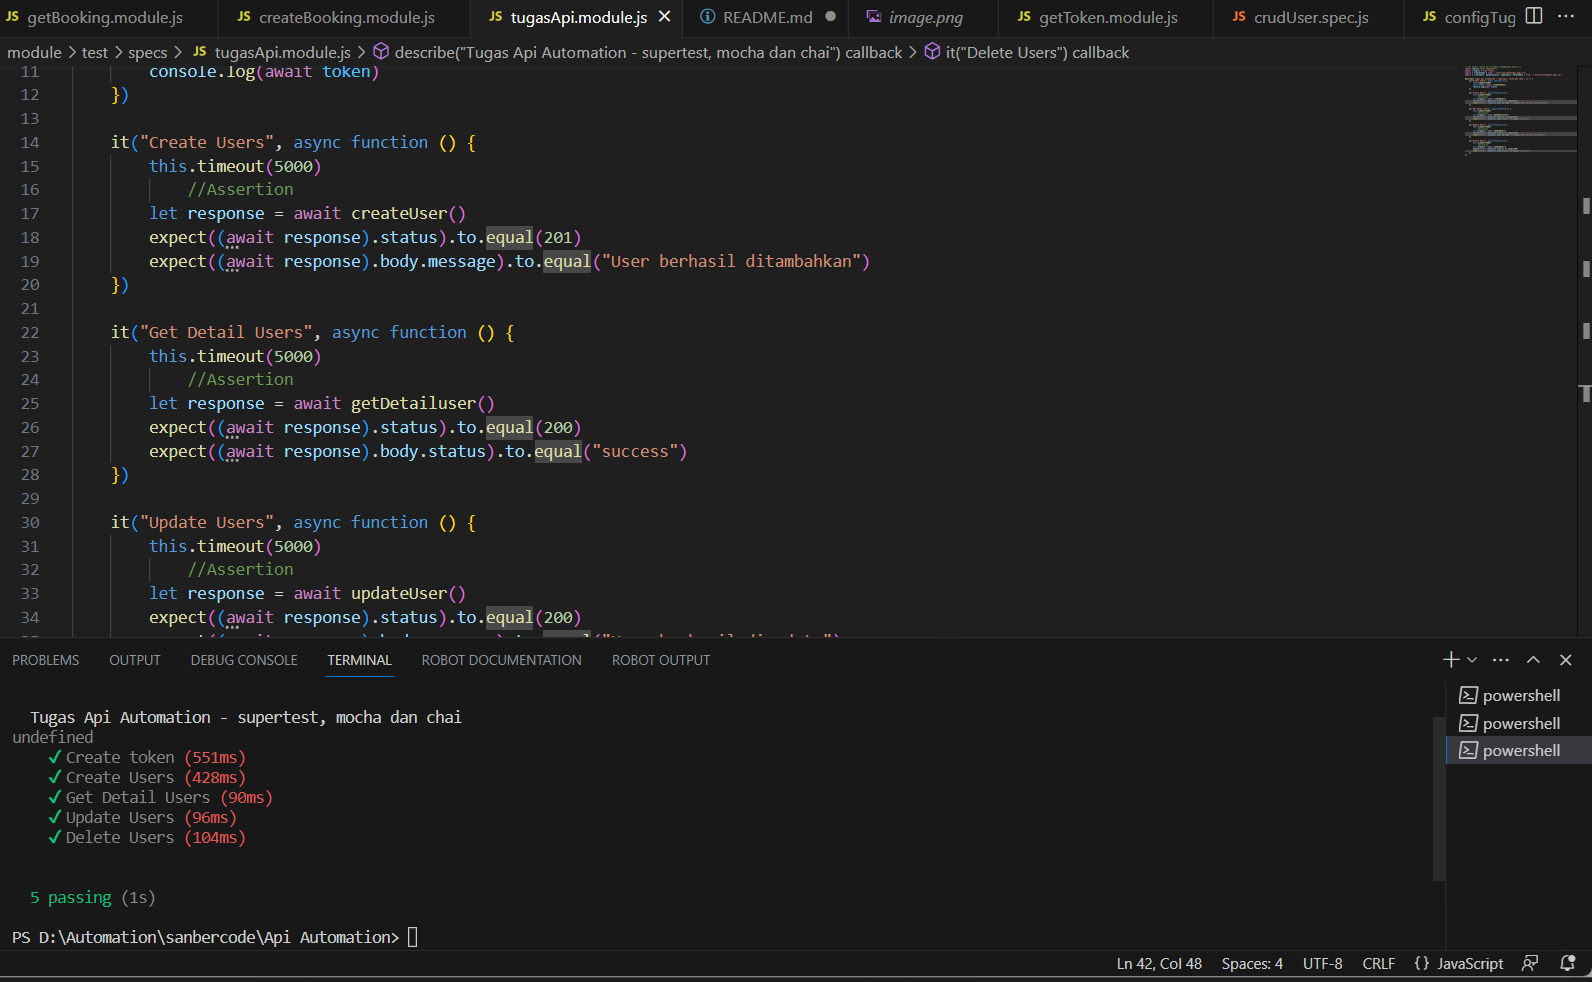 JS getBooking.module.js JS createBooking.module.js JS tugasApi.module.js README.md image.png JS getToken.module.js JS crudUser.spec.js JS configTug
module > test > specs > JS tugasApi.module.js > describe("Tugas Api Automation - supertest, mocha dan chai") callback > it("Delete Users") callback
11 console.log(await token)
12 })
13
14 it("Create Users", async function () {
15 this.timeout(5000)
16 //Assertion
17 let response = await createUser()
18 expect((await response).status).to.equal(201)
19 expect((await response).body.message).to.equal("User berhasil ditambahkan")
20 })
21
22 it("Get Detail Users", async function () {
23 this.timeout(5000)
24 //Assertion
25 let response = await getDetailuser()
26 expect((await response).status).to.equal(200)
27 expect((await response).body.status).to.equal("success")
28 })
29
30 it("Update Users", async function () {
31 this.timeout(5000)
32 //Assertion
33 let response = await updateUser()
34 expect((await response).status).to.equal(200)
PROBLEMS OUTPUT DEBUG CONSOLE TERMINAL ROBOT DOCUMENTATION ROBOT OUTPUT
Tugas Api Automation - supertest, mocha dan chai
undefined
✓ Create token (551ms)
✓ Create Users (428ms)
✓ Get Detail Users (90ms)
✓ Update Users (96ms)
✓ Delete Users (104ms)
5 passing (1s)
PS D:\Automation\sanbercode\Api Automation>
powershell
powershell
powershell
Ln 42, Col 48 Spaces: 4 UTF-8 CRLF {} JavaScript